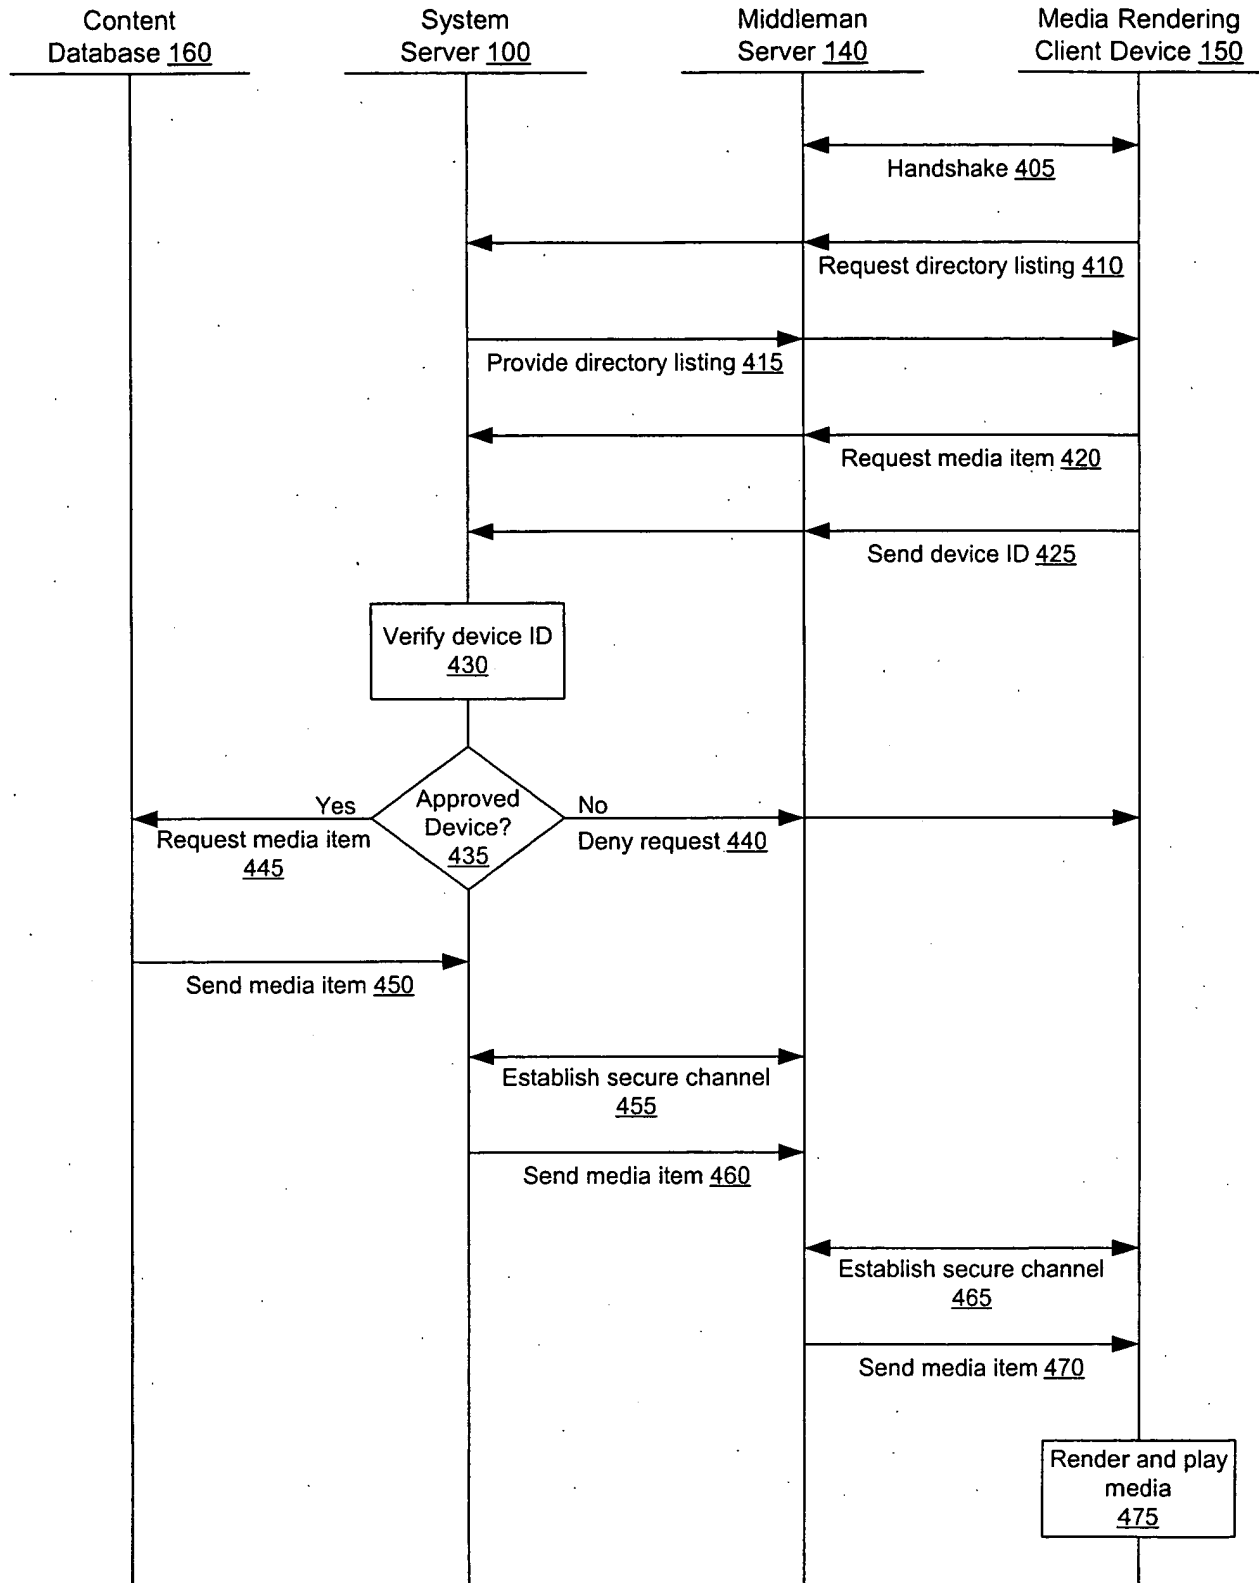 Content
Database 160
System
Server 100
Middleman
Server 140
Media Rendering
Client Device 150
Handshake 405
Request directory listing 410
Provide directory listing 415
Request media item 420
Send device ID 425
Verify device ID
430
Yes
Approved
Device?
435
No
Request media item
445
Deny request 440
Send media item 450
Establish secure channel
455
Send media item 460
Establish secure channel
465
Send media item 470
Render and play
media
475